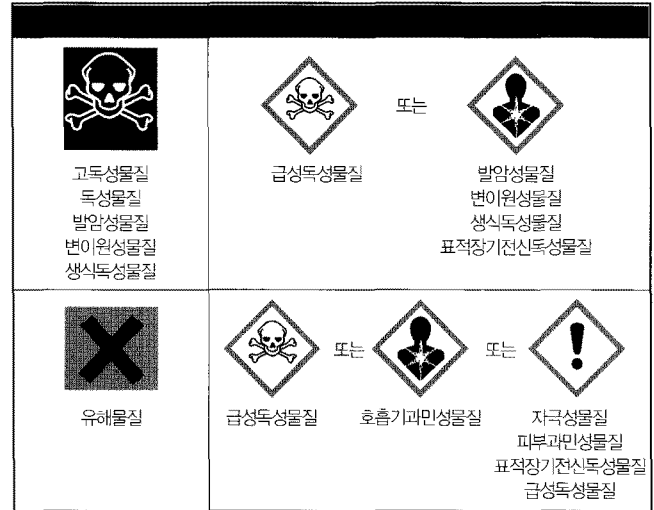 고독성물질
독성물질
발암성물질
변이원성물질
생식독성물질
또는
급성독성물질
발암성물질
변이원성물질
생식독성물질
표적장기전신독성물질
유해물질
또는
또는
급성독성물질
호흡기과민성물질
자극성물질
피부과민성물질
표적장기전신독성물질
급성독성물질